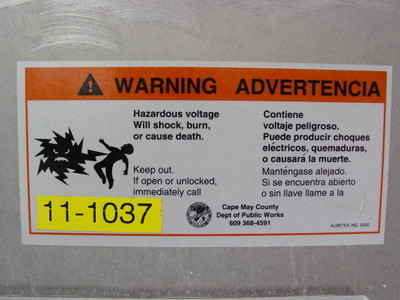 WARNING ADVERTENCIA
Hazardous voltage
Will shock, burn,
or cause death.
Keep out.
If open or unlocked,
immediately call
Contiene
voltaje peligroso.
Puede producir choques
eléctricos, quemaduras,
o causará la muerte.
Manténgase alejado.
Si se encuentra abierto
o sin llave llame a la
11-1037
Cape May County
Dept of Public Works
609 368-4591